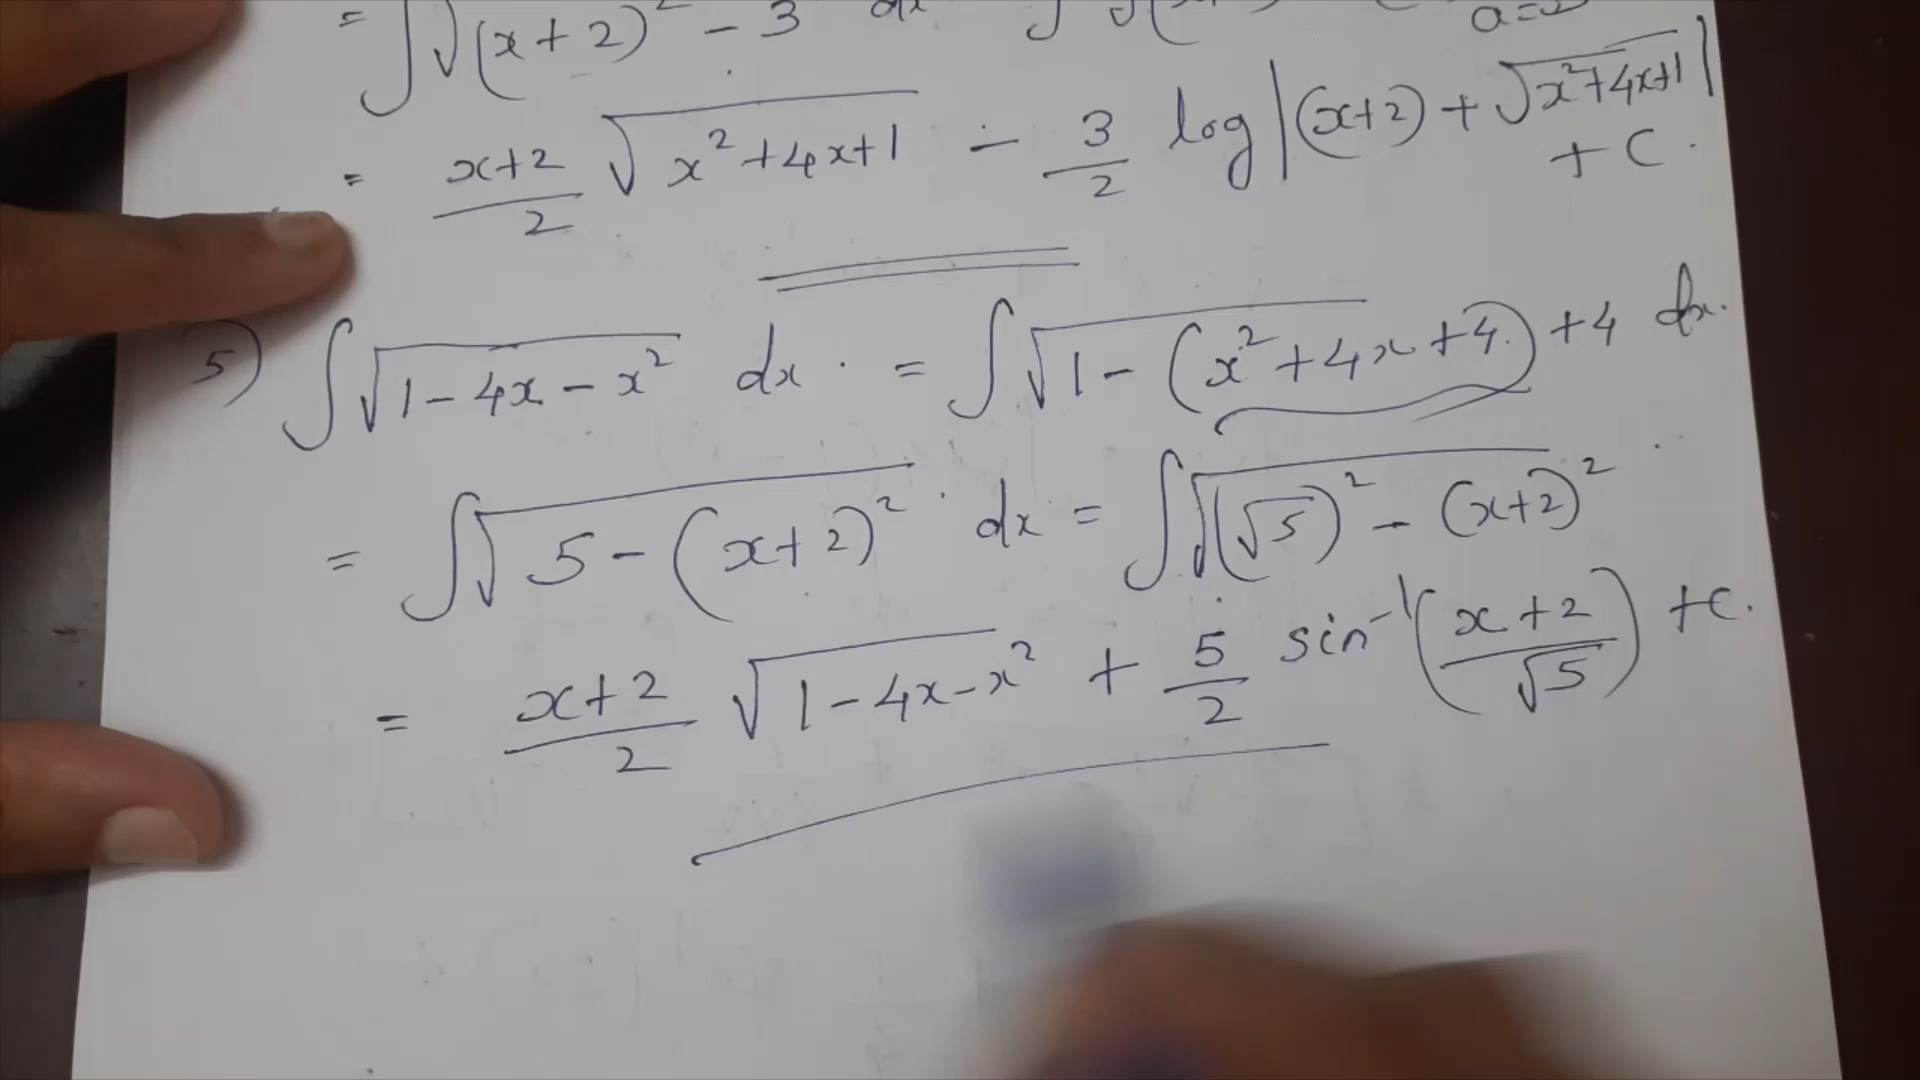 = ∫√(x+2)² - 3 dx ∫√(
= x+2/2 √x²+4x+1 - 3/2 log|(x+2) + √x²+4x+1| + C.
5) ∫√1-4x-x² dx. = ∫√1-(x²+4x+4)+4 dx.
= ∫√5-(x+2)² dx = ∫√(√5)² - (x+2)²
= x+2/2 √1-4x-x² + 5/2 sin⁻¹(x+2/√5) +C.